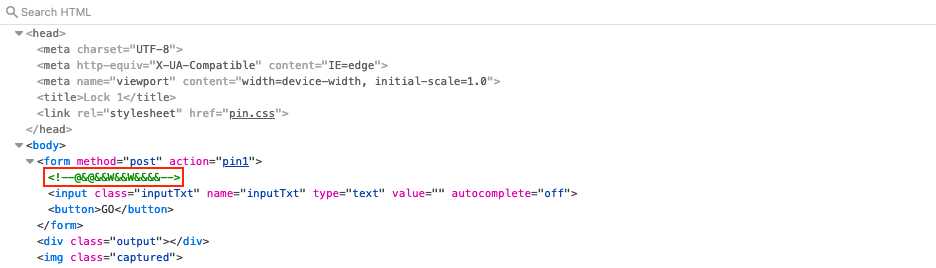 Search HTML
<head>
<meta charset="UTF-8">
<meta http-equiv="X-UA-Compatible" content="IE=edge">
<meta name="viewport" content="width=device-width, initial-scale=1.0">
<title>Lock 1</title>
<link rel="stylesheet" href="pin.css">
</head>
<body>
<form method="post" action="pin1">
<!--@&@&&W&&W&&&&-->
<input class="inputTxt" name="inputTxt" type="text" value="" autocomplete="off">
<button>GO</button>
</form>
<div class="output"></div>
<img class="captured">